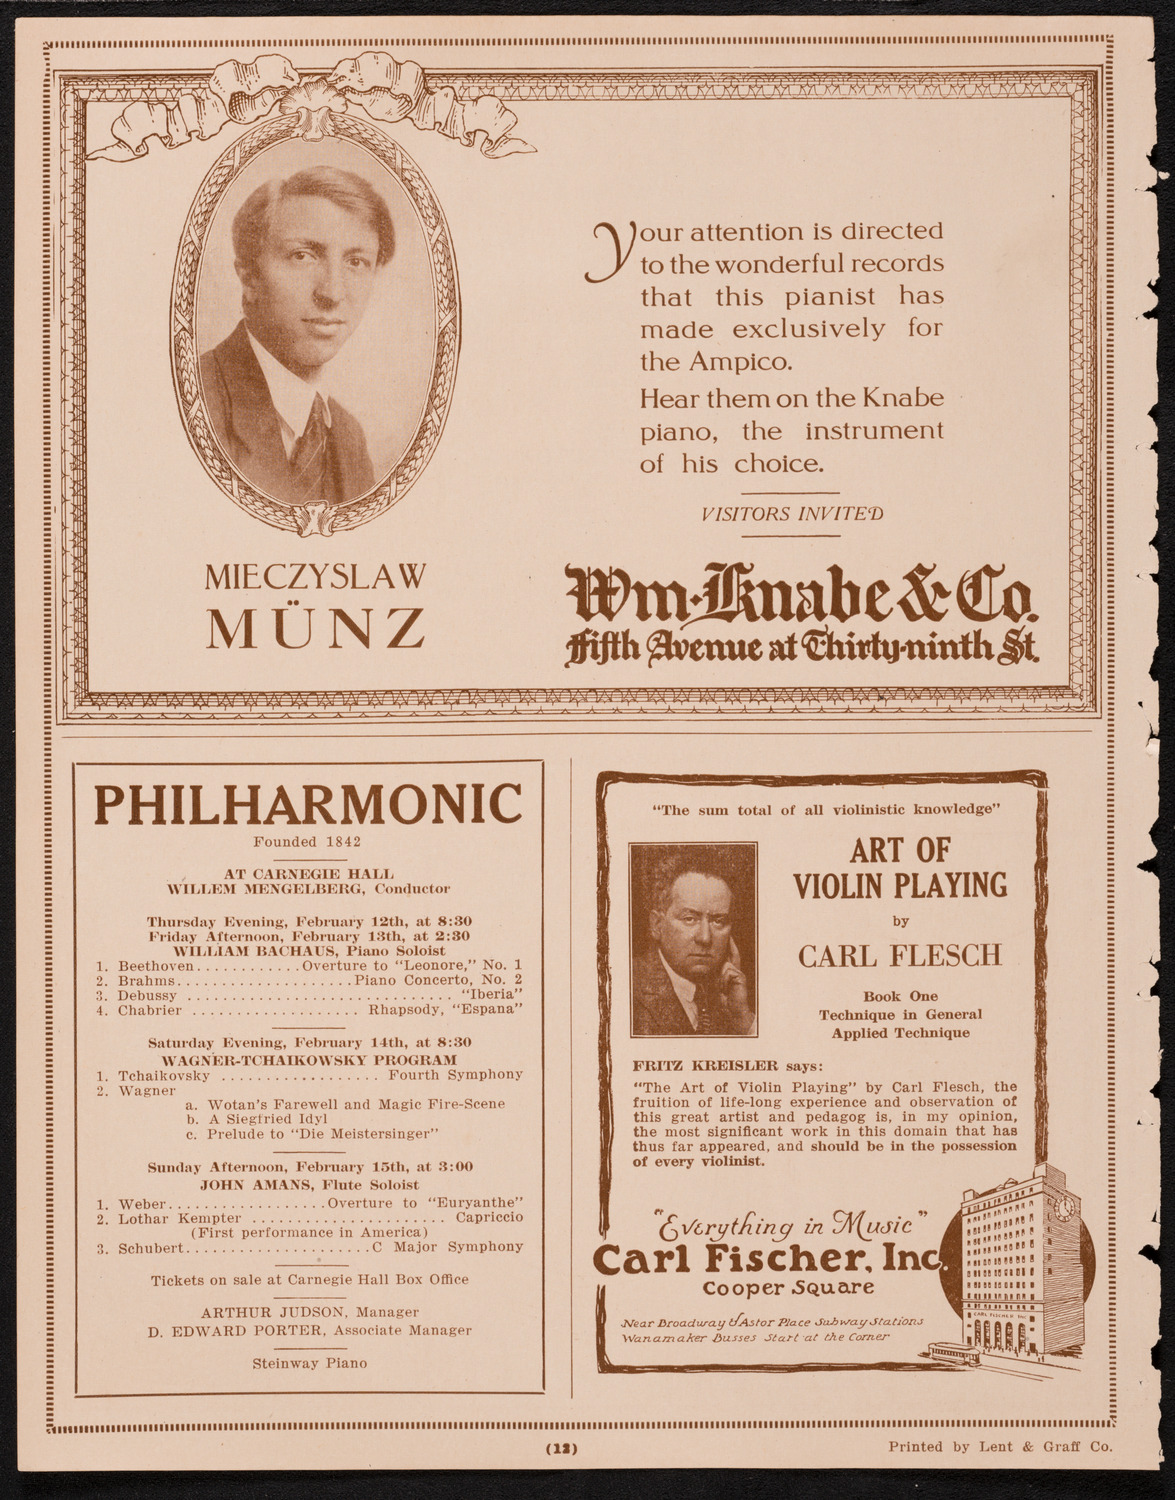 MIECZYSLAW
MÜNZ
Your attention is directed
to the wonderful records
that this pianist has
made exclusively for
the Ampico.
Hear them on the Knabe
piano, the instrument
of his choice.
VISITORS INVITED
Wm. Knabe & Co.
Fifth Avenue at Thirty-ninth St.
PHILHARMONIC
Founded 1842
AT CARNEGIE HALL
WILLEM MENGELBERG, Conductor
Thursday Evening, February 12th, at 8:30
Friday Afternoon, February 13th, at 2:30
WILLIAM BACHAUS, Piano Soloist
1. Beethoven............Overture to "Leonore," No. 1
2. Brahms....................Piano Concerto, No. 2
3. Debussy .............................. "Iberia"
4. Chabrier ................... Rhapsody, "Espana"
Saturday Evening, February 14th, at 8:30
WAGNER-TCHAIKOWSKY PROGRAM
1. Tchaikovsky .................. Fourth Symphony
2. Wagner
a. Wotan's Farewell and Magic Fire-Scene
b. A Siegfried Idyl
c. Prelude to "Die Meistersinger"
Sunday Afternoon, February 15th, at 3:00
JOHN AMANS, Flute Soloist
1. Weber..................Overture to "Euryanthe"
2. Lothar Kempter ...................... Capriccio
(First performance in America)
3. Schubert.....................C Major Symphony
Tickets on sale at Carnegie Hall Box Office
ARTHUR JUDSON, Manager
D. EDWARD PORTER, Associate Manager
Steinway Piano
"The sum total of all violinistic knowledge"
ART OF
VIOLIN PLAYING
by
CARL FLESCH
Book One
Technique in General
Applied Technique
FRITZ KREISLER says:
"The Art of Violin Playing" by Carl Flesch, the
fruition of life-long experience and observation of
this great artist and pedagog is, in my opinion,
the most significant work in this domain that has
thus far appeared, and should be in the possession
of every violinist.
"Everything in Music"
Carl Fischer, Inc.
Cooper Square
Near Broadway & Astor Place Subway Stations
Wanamaker Busses Start at the Corner
CARL FISCHER INC
(12)
Printed by Lent & Graff Co.